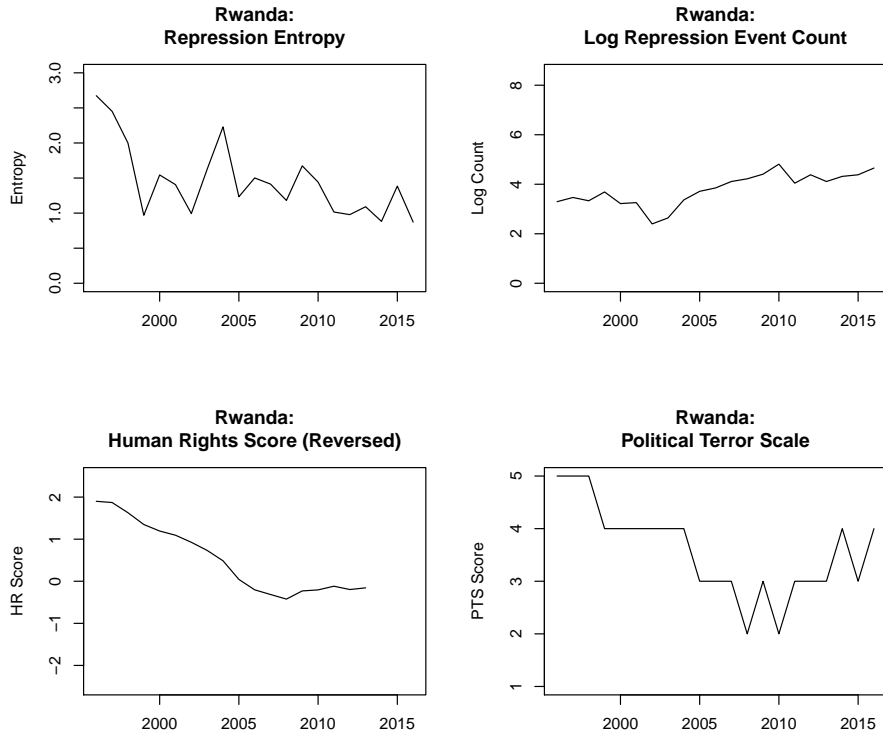 Rwanda:
Repression Entropy
Entropy
3.0
2.0
1.0
0.0
2000 2005 2010 2015
Rwanda:
Log Repression Event Count
Log Count
8
6
4
2
0
2000 2005 2010 2015
Rwanda:
Human Rights Score (Reversed)
HR Score
2
1
0
−1
−2
2000 2005 2010 2015
Rwanda:
Political Terror Scale
PTS Score
5
4
3
2
1
2000 2005 2010 2015